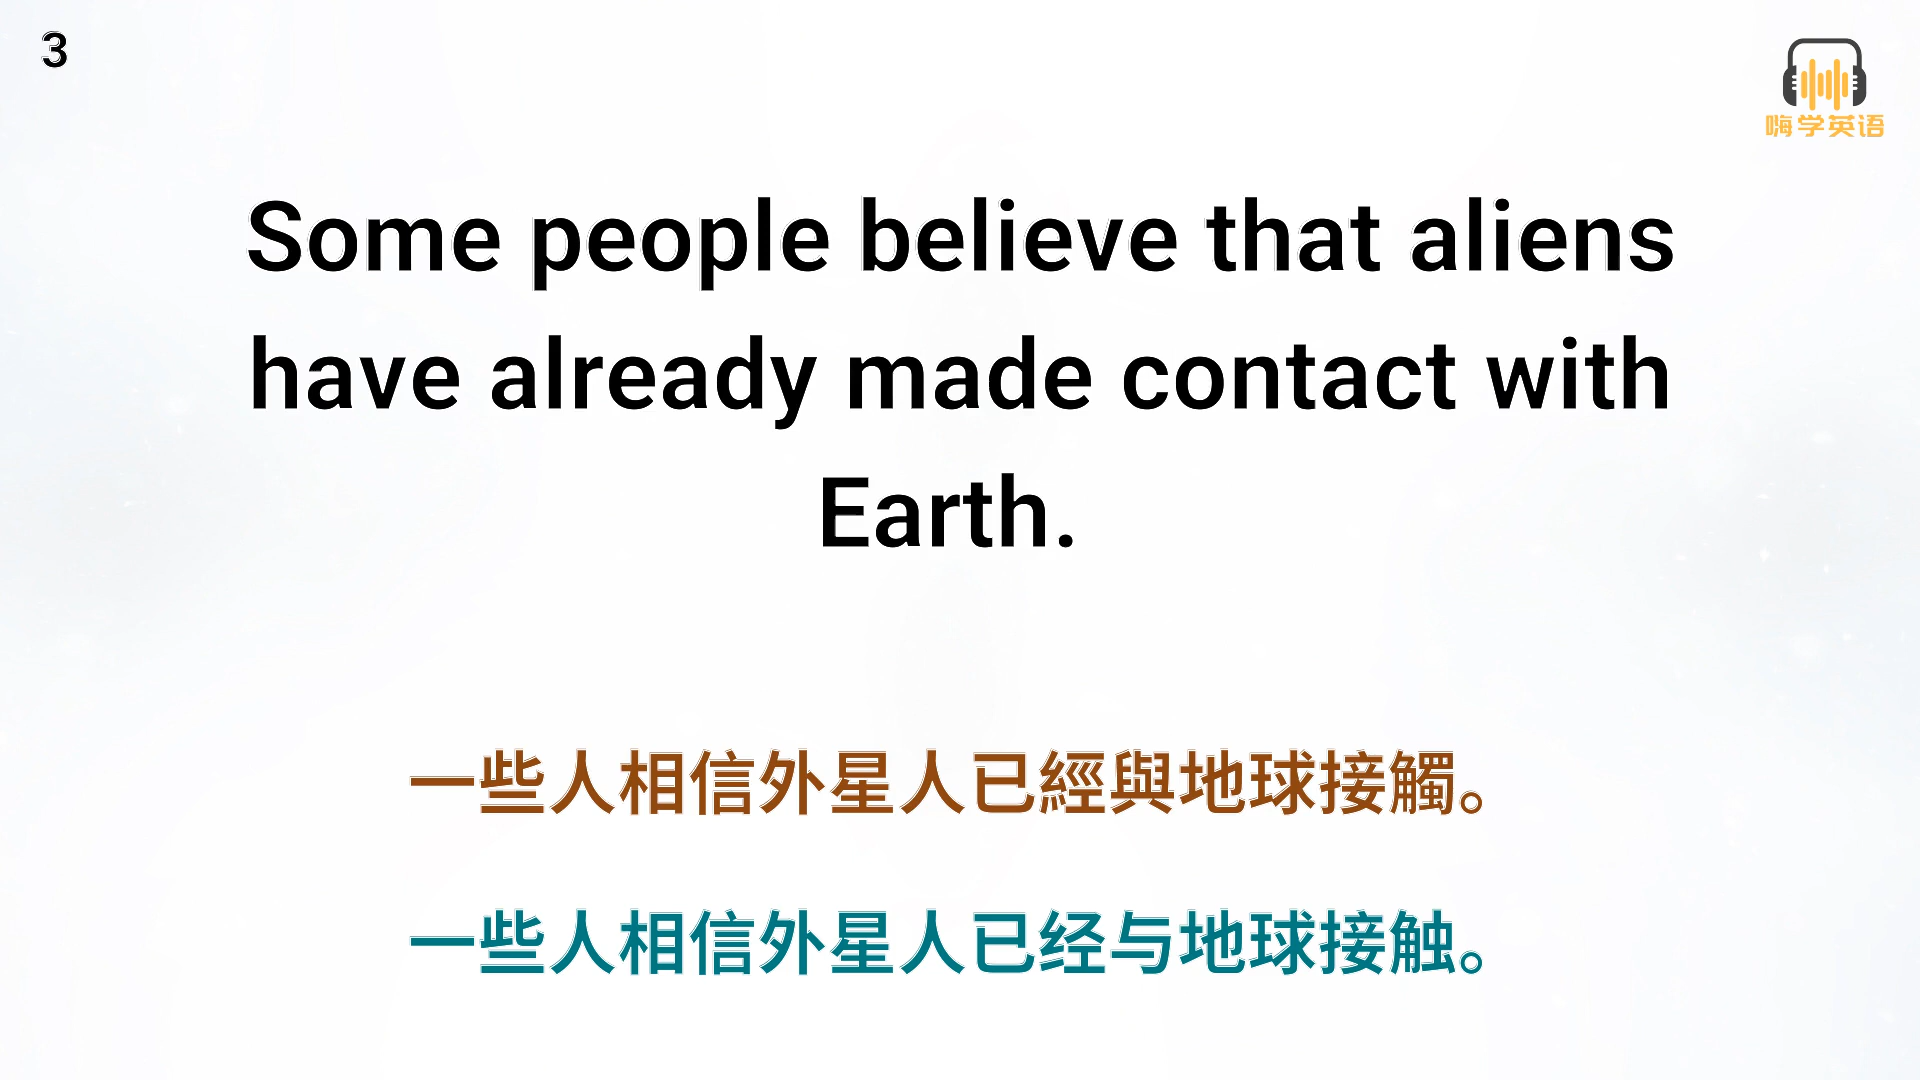 3
嗨学英语
Some people believe that aliens
have already made contact with
Earth.
一些人相信外星人已經與地球接觸。
一些人相信外星人已经与地球接触。